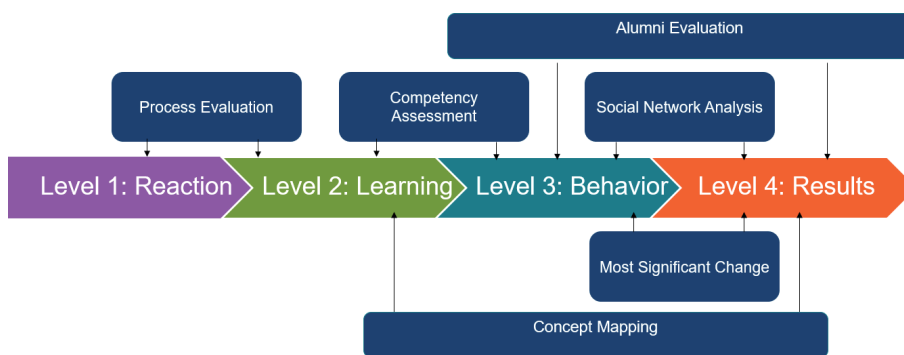 Alumni Evaluation
Process Evaluation
Competency
Assessment
Social Network Analysis
Level 1: Reaction
Level 2: Learning
Level 3: Behavior
Level 4: Results
Most Significant Change
Concept Mapping